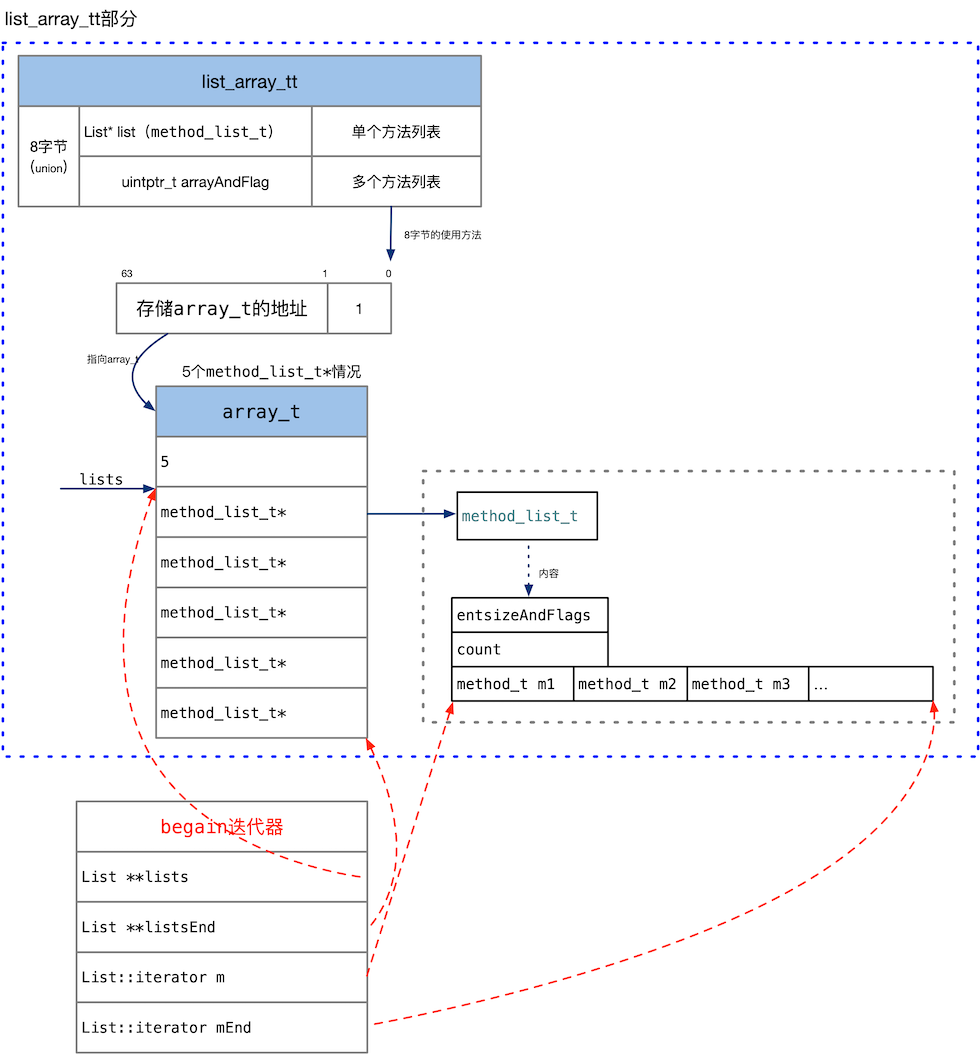 list_array_tt部分
list_array_tt
8字节
(union)
List* list（method_list_t）
单个方法列表
uintptr_t arrayAndFlag
多个方法列表
8字节的使用方法
63
1
0
存储array_t的地址
1
指向array_t
5个method_list_t*情况
array_t
5
lists
method_list_t*
method_list_t*
method_list_t*
method_list_t*
method_list_t*
method_list_t
内容
entsizeAndFlags
count
method_t m1
method_t m2
method_t m3
...
begain迭代器
List **lists
List **listsEnd
List::iterator m
List::iterator mEnd